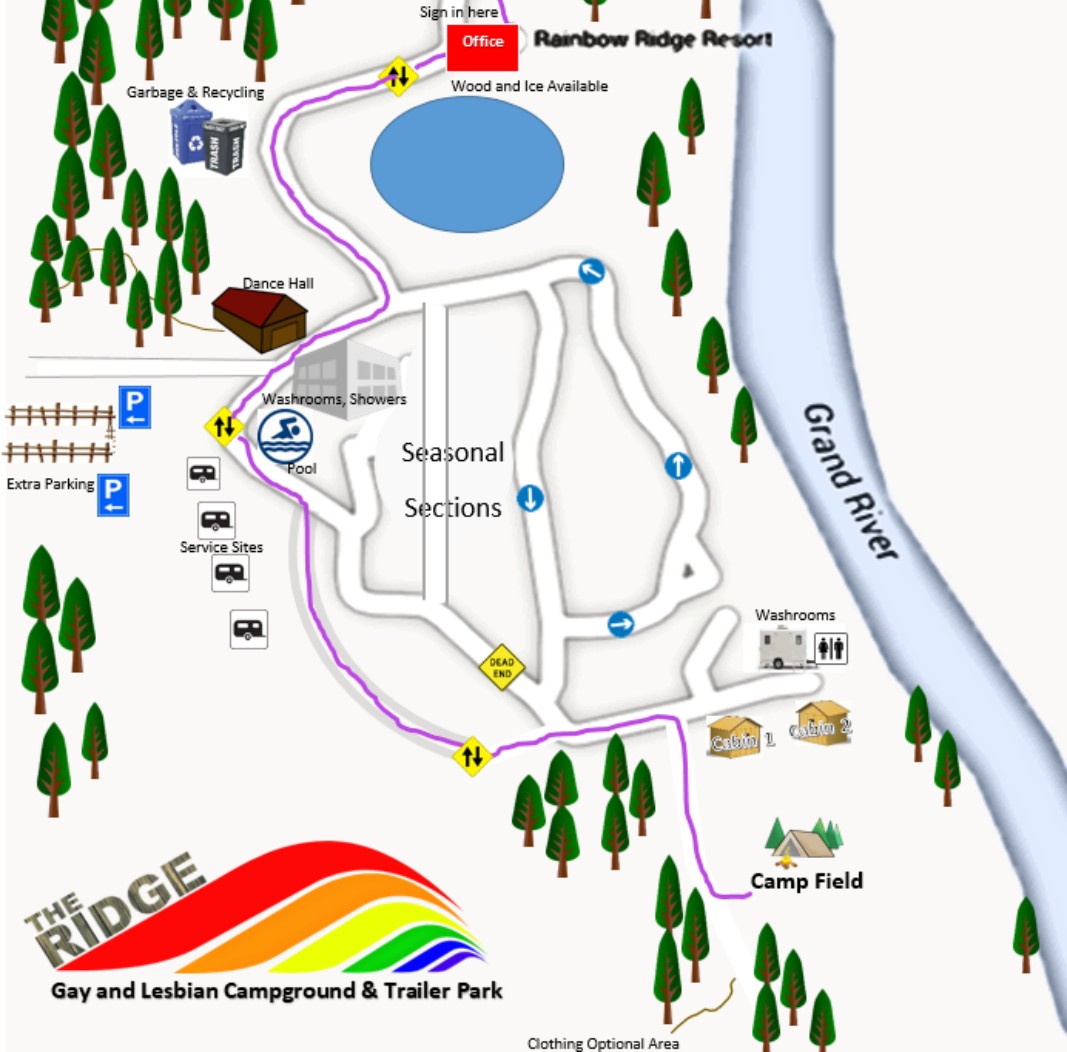 Sign in here
Office
Rainbow Ridge Resort
Wood and Ice Available
Garbage & Recycling
TRASH
TRASH
Dance Hall
Washrooms, Showers
P
Pool
Seasonal
Sections
Extra Parking
P
Service Sites
Grand River
DEAD
END
Washrooms
Cabin 1
Cabin 2
Camp Field
THE
RIDGE
Gay and Lesbian Campground & Trailer Park
Clothing Optional Area